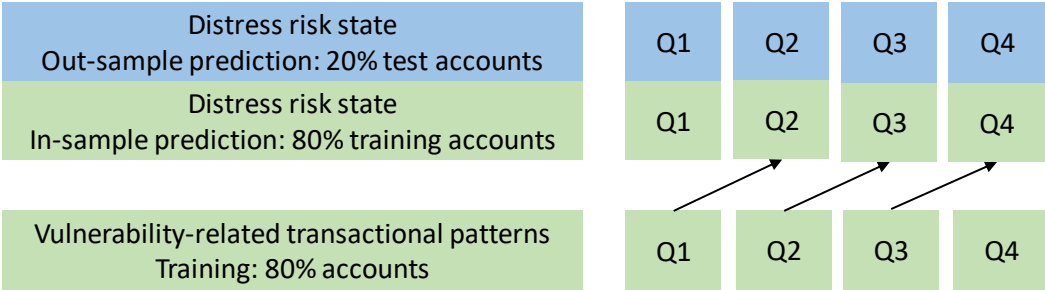 Distress risk state
Out-sample prediction: 20% test accounts
Q1 Q2 Q3 Q4
Distress risk state
In-sample prediction: 80% training accounts
Q1 Q2 Q3 Q4
Vulnerability-related transactional patterns
Training: 80% accounts
Q1 Q2 Q3 Q4